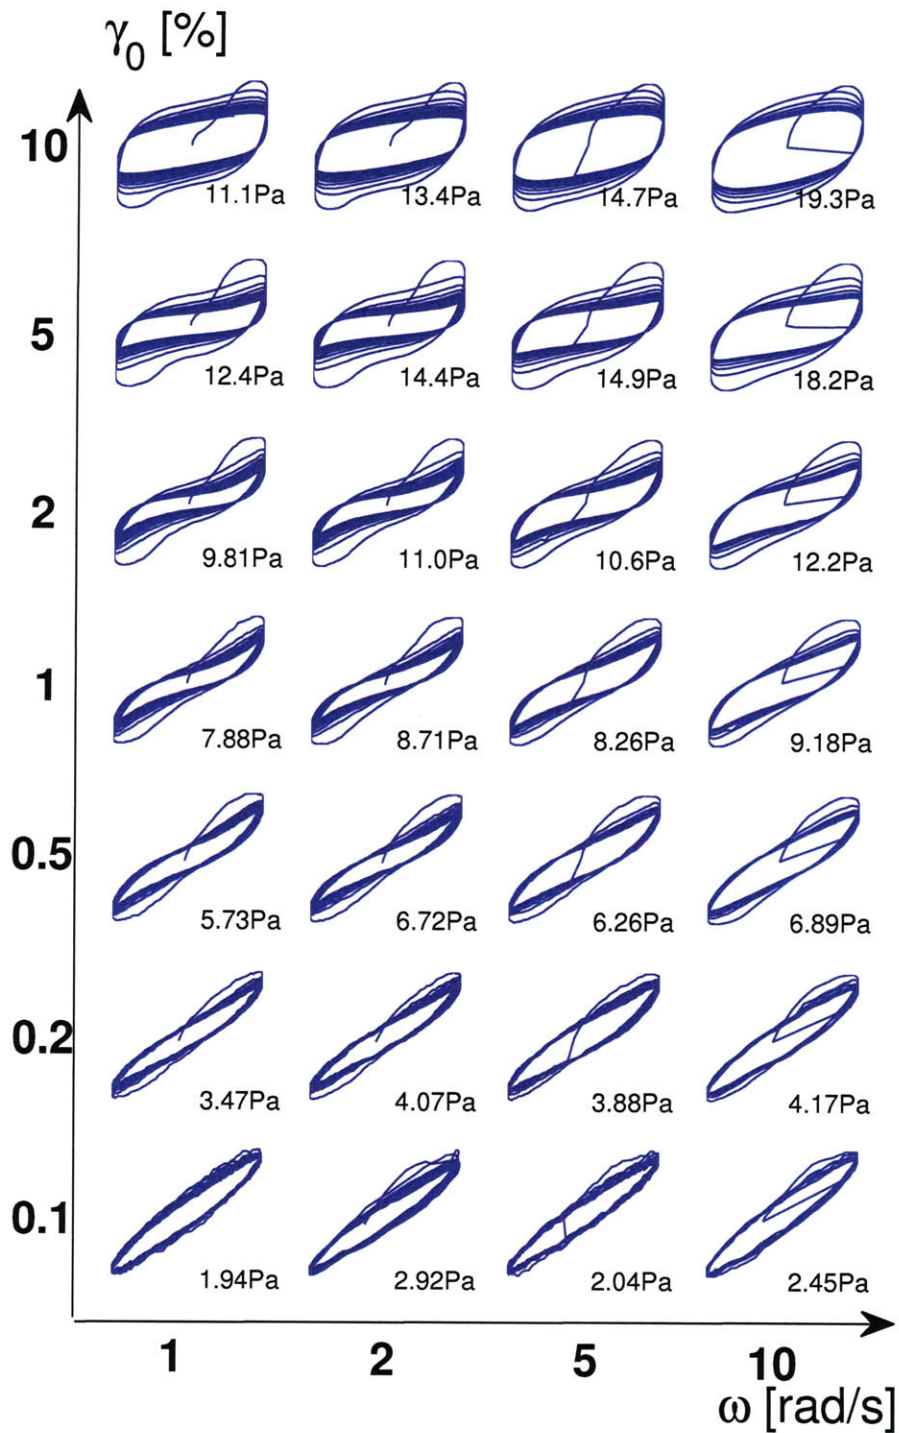 γ₀ [%]
10
11.1Pa 13.4Pa 14.7Pa 19.3Pa
5
12.4Pa 14.4Pa 14.9Pa 18.2Pa
2
9.81Pa 11.0Pa 10.6Pa 12.2Pa
1
7.88Pa 8.71Pa 8.26Pa 9.18Pa
0.5
5.73Pa 6.72Pa 6.26Pa 6.89Pa
0.2
3.47Pa 4.07Pa 3.88Pa 4.17Pa
0.1
1.94Pa 2.92Pa 2.04Pa 2.45Pa
1 2 5 10
ω [rad/s]